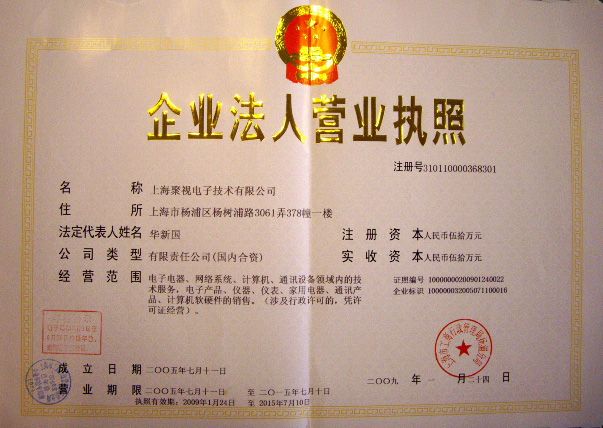 企业法人营业执照
注册号310110000368301
名 称 上海聚视电子技术有限公司
住 所 上海市杨浦区杨树浦路3061弄378幢一楼
法定代表人姓名 华新国
注 册 资 本 人民币伍拾万元
公 司 类 型 有限责任公司(国内合资)
实 收 资 本 人民币伍拾万元
经 营 范 围 电子电器、网络系统、计算机、通讯设备领域内的技
术服务，电子产品、仪器、仪表、家用电器、通讯产
品、计算机软硬件的销售。（涉及行政许可的，凭许
可证经营）。
证照编号 10000000200901240022
企业标识 10000003200507110016
成 立 日 期 二〇〇五年七月十一日
营 业 期 限 二〇〇五年七月十一日 至 二〇一五年七月十日
执照有效期: 2009年1月24日 至 2015年7月10日
二〇〇九 年 一 月 二十四 日